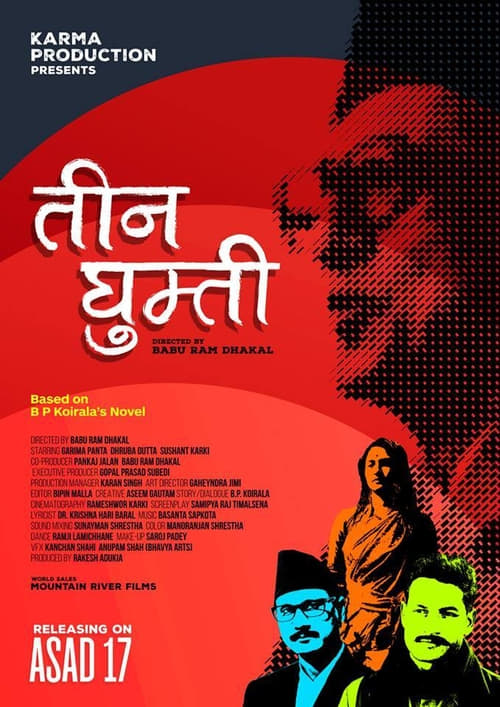 KARMA
PRODUCTION
PRESENTS
तीन
घुम्ती
DIRECTED BY
BABU RAM DHAKAL
Based on
B P Koirala's Novel
DIRECTED BY BABU RAM DHAKAL
STARRING GARIMA PANTA DHRUBA DUTTA SUSHANT KARKI
CO-PRODUCER PANKAJ JALAN BABU RAM DHAKAL
EXECUTIVE PRODUCER GOPAL PRASAD SUBEDI
PRODUCTION MANAGER KARAN SINGH ART DIRECTOR GAHEYNDRA JIMI
EDITOR BIPIN MALLA CREATIVE ASEEM GAUTAM STORY/DIALOGUE B.P. KOIRALA
CINEMATOGRAPHY RAMESHWOR KARKI SCREENPLAY SAMIPYA RAJ TIMALSENA
LYRICIST DR. KRISHNA HARI BARAL MUSIC BASANTA SAPKOTA
SOUND MIXING SUNAYMAN SHRESTHA COLOR MANORANJAN SHRESTHA
DANCE RAMJI LAMICHHANE MAKE-UP SAROJ PADEY
VFX KANCHAN SHAHI ANUPAM SHAH (BHAVYA ARTS)
PRODUCED BY RAKESH ADUKIA
WORLD SALES
MOUNTAIN RIVER FILMS
RELEASING ON
ASAD 17